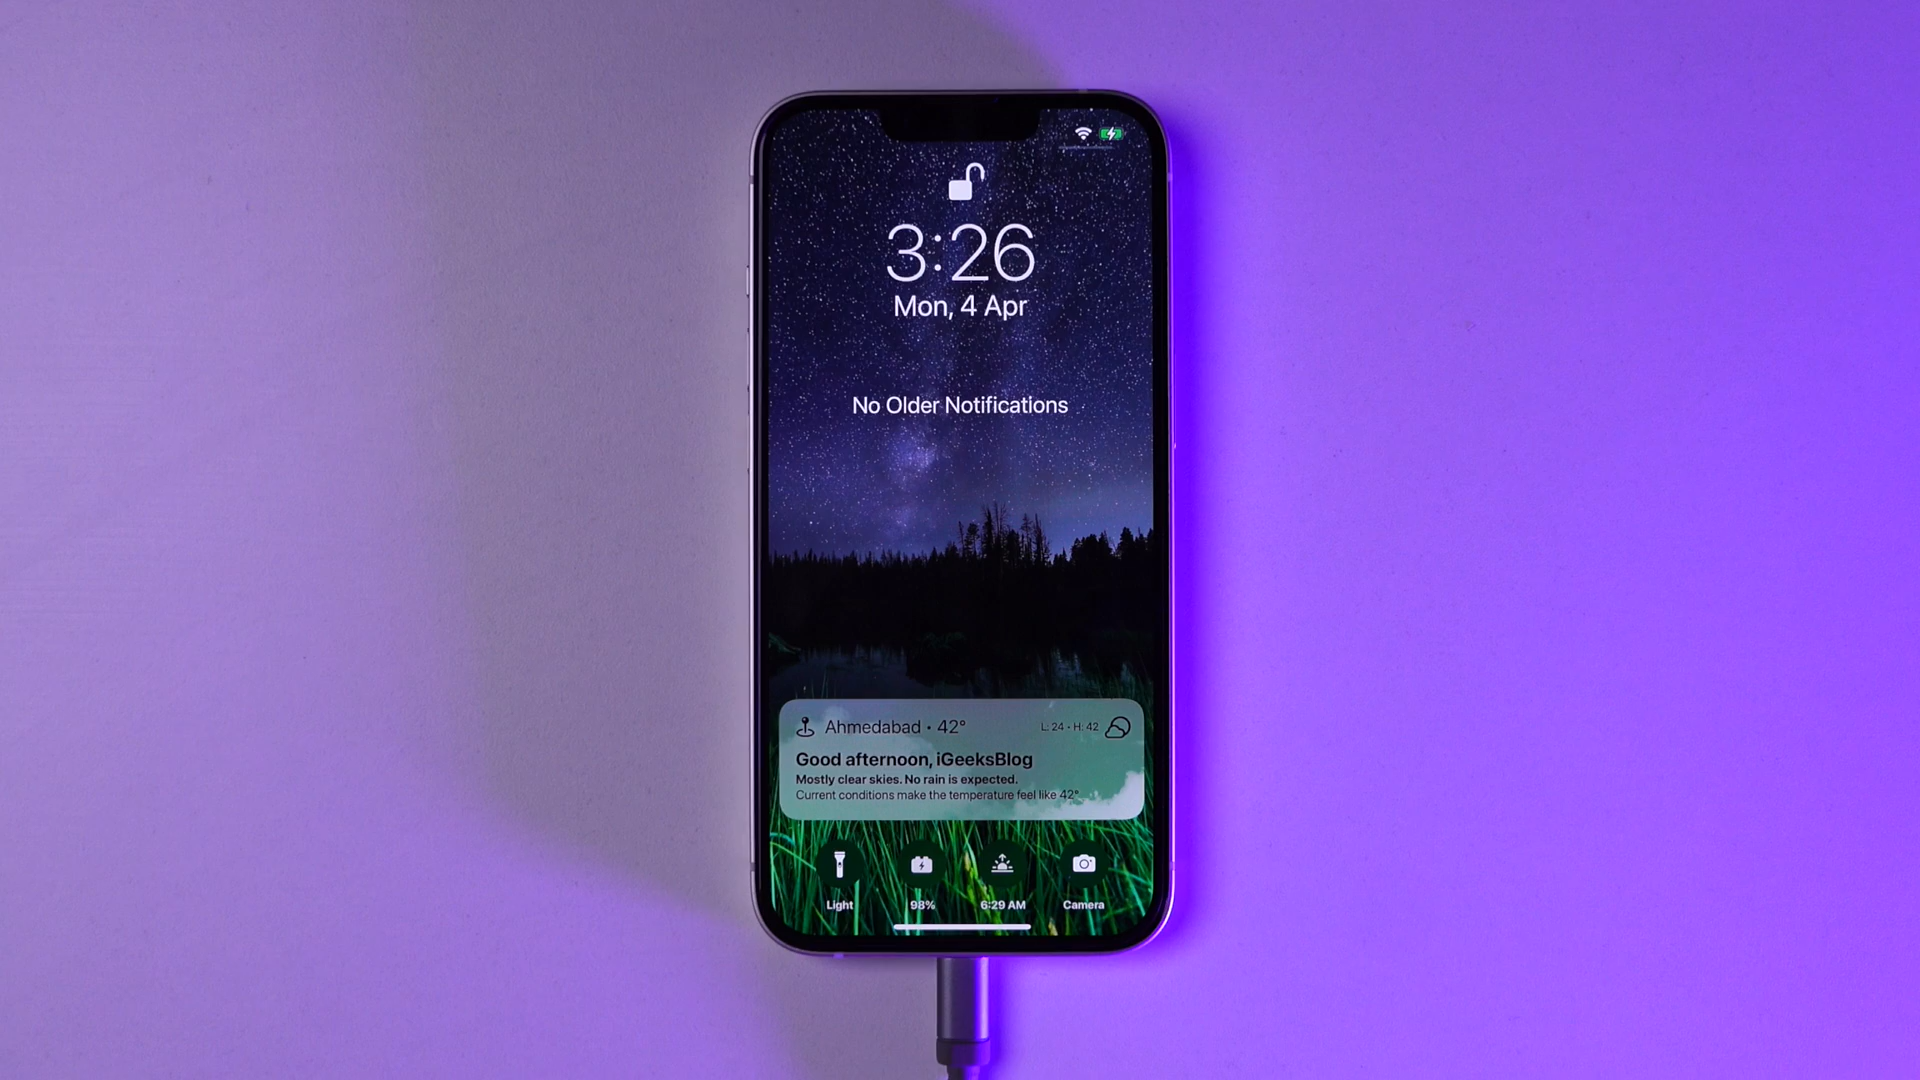 3:26
Mon, 4 Apr
No Older Notifications
Ahmedabad • 42°
L: 24 - H: 42
Good afternoon, iGeeksBlog
Mostly clear skies. No rain is expected.
Current conditions make the temperature feel like 42°.
Light
98%
6:29 AM
Camera